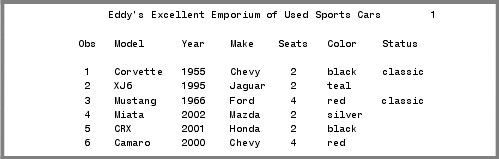 Eddy's Excellent Emporium of Used Sports Cars 1
Obs Model Year Make Seats Color Status
1 Corvette 1955 Chevy 2 black classic
2 XJ6 1995 Jaguar 2 teal
3 Mustang 1966 Ford 4 red classic
4 Miata 2002 Mazda 2 silver
5 CRX 2001 Honda 2 black
6 Camaro 2000 Chevy 4 red